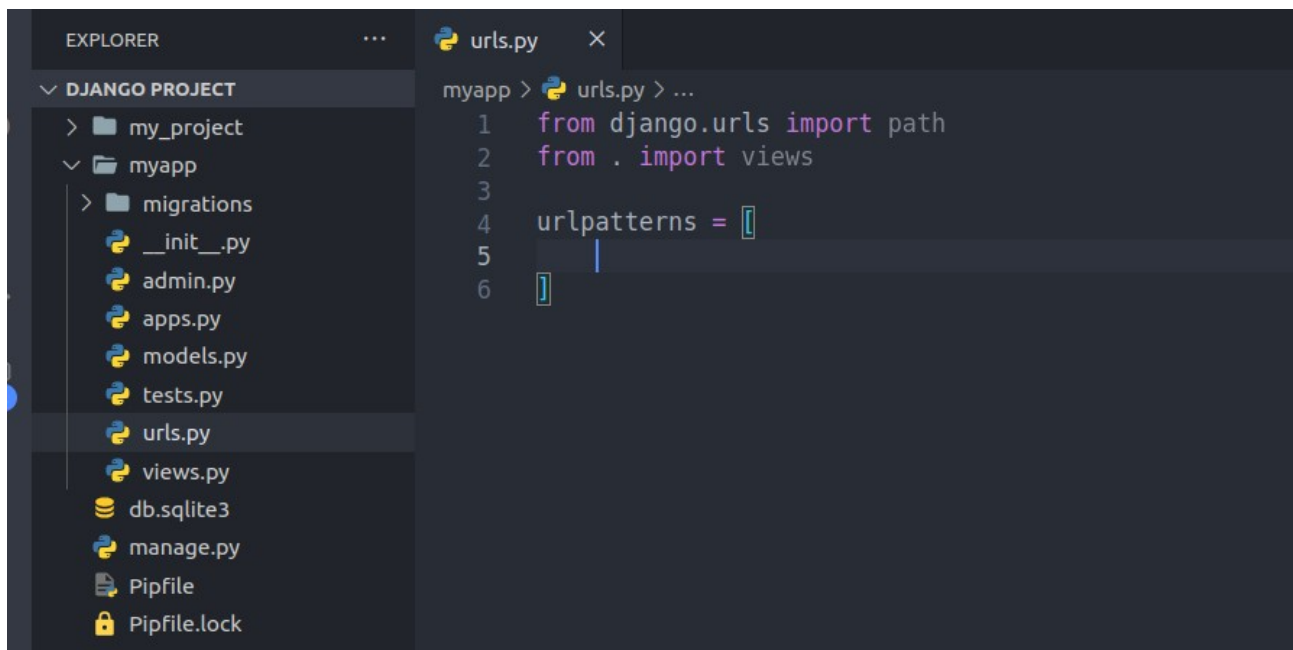 EXPLORER ...
DJANGO PROJECT
my_project
myapp
migrations
__init__.py
admin.py
apps.py
models.py
tests.py
urls.py
views.py
db.sqlite3
manage.py
Pipfile
Pipfile.lock
urls.py ×
myapp > urls.py > ...
1 from django.urls import path
2 from . import views
3
4 urlpatterns = [
5
6 ]